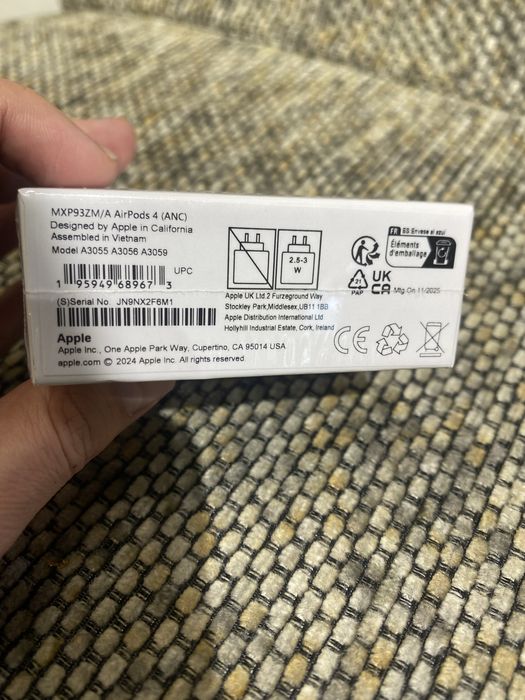 MXP93ZM/A AirPods 4 (ANC)
Designed by Apple in California
Assembled in Vietnam
Model A3055 A3056 A3059
1 95949 68967 3
UPC
(S)Serial No. JN9NX2F6M1
Apple
Apple Inc., One Apple Park Way, Cupertino, CA 95014 USA
apple.com © 2024 Apple Inc. All rights reserved.
2.5-3
W
Apple UK Ltd.2 Furzeground Way
Stockley Park,Middlesex,UB11 1BB
Apple Distribution International Ltd
Hollyhill Industrial Estate, Cork, Ireland
FR ES Envase al azul
Éléments
d'emballage
21
PAP
UK
CA
Mfg.On 11/2025
CE